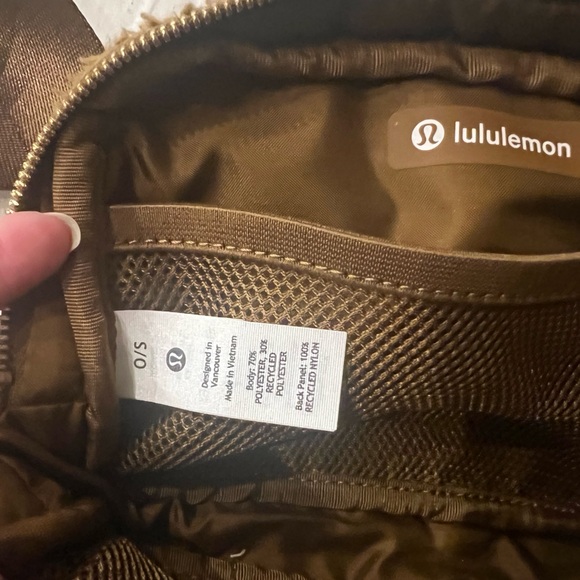 lululemon
O/S
Designed in
Vancouver
Made in Vietnam
Body: 70%
POLYESTER, 30%
RECYCLED
POLYESTER
Back Panel: 100%
RECYCLED NYLON